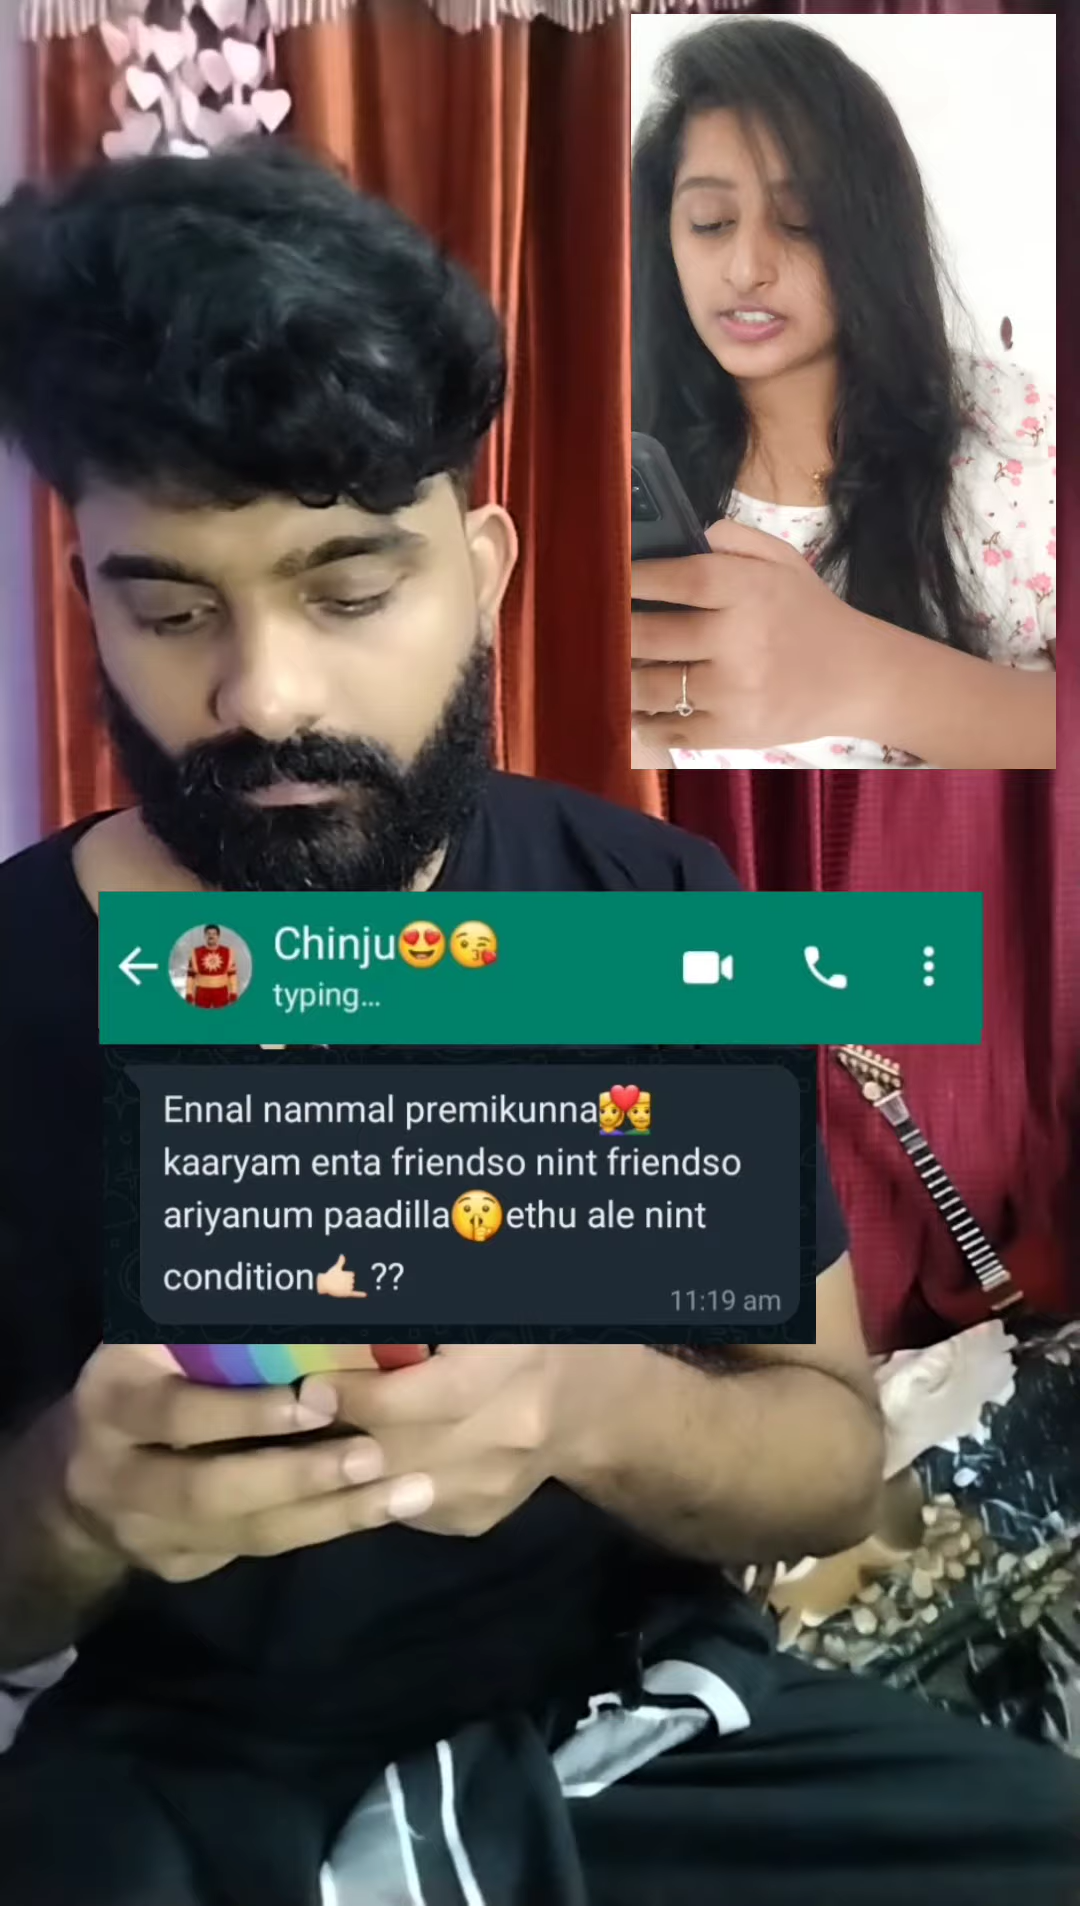 Chinju😍😘
typing...
Ennal nammal premikunna👩‍❤️‍👨
kaaryam enta friendso nint friendso
ariyanum paadilla🤫ethu ale nint
condition🤙🏻??
11:19 am